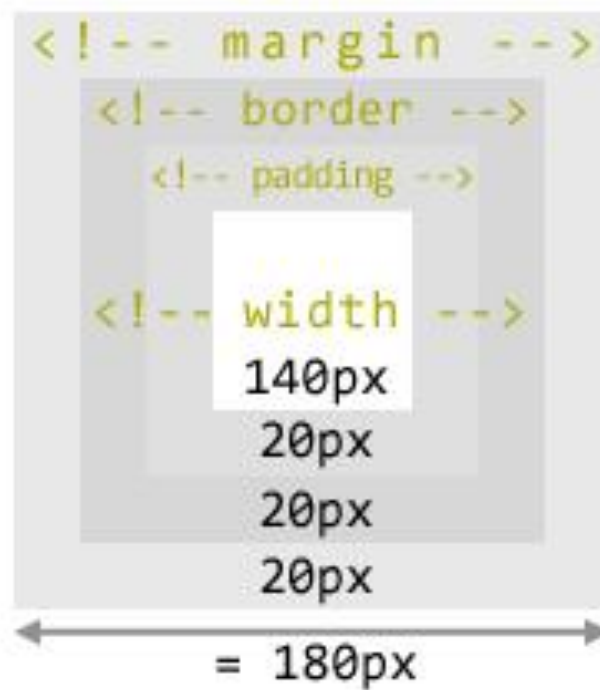 <!-- margin -->
<!-- border -->
<!-- padding -->
<!-- width -->
140px
20px
20px
20px
= 180px